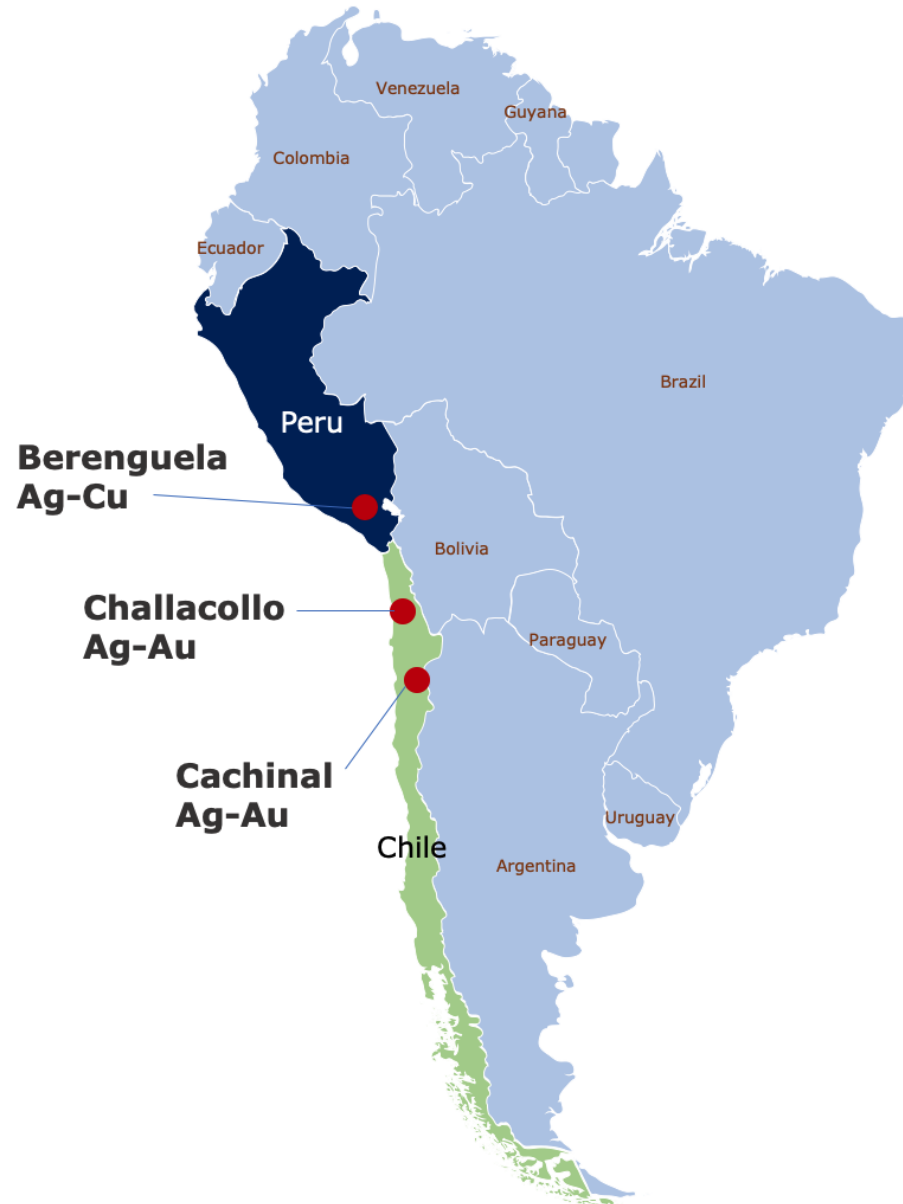 Venezuela
Guyana
Colombia
Ecuador
Brazil
Peru
Berenguela
Ag-Cu
Bolivia
Challacollo
Ag-Au
Paraguay
Cachinal
Ag-Au
Uruguay
Chile
Argentina